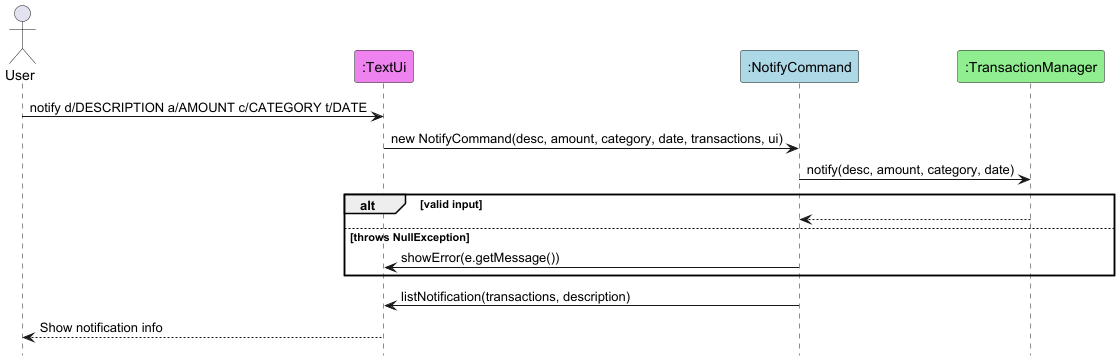 User
:TextUi
:NotifyCommand
:TransactionManager
notify d/DESCRIPTION a/AMOUNT c/CATEGORY t/DATE
new NotifyCommand(desc, amount, category, date, transactions, ui)
notify(desc, amount, category, date)
alt [valid input]
[throws NullException]
showError(e.getMessage())
listNotification(transactions, description)
Show notification info